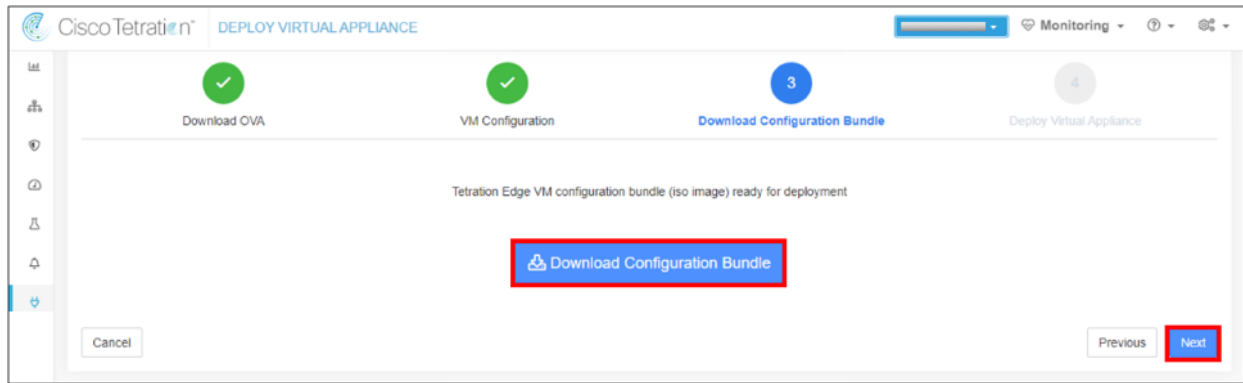 Cisco Tetration™ DEPLOY VIRTUAL APPLIANCE Monitoring
3 4
Download OVA VM Configuration Download Configuration Bundle Deploy Virtual Appliance
Tetration Edge VM configuration bundle (iso image) ready for deployment
Download Configuration Bundle
Cancel Previous Next